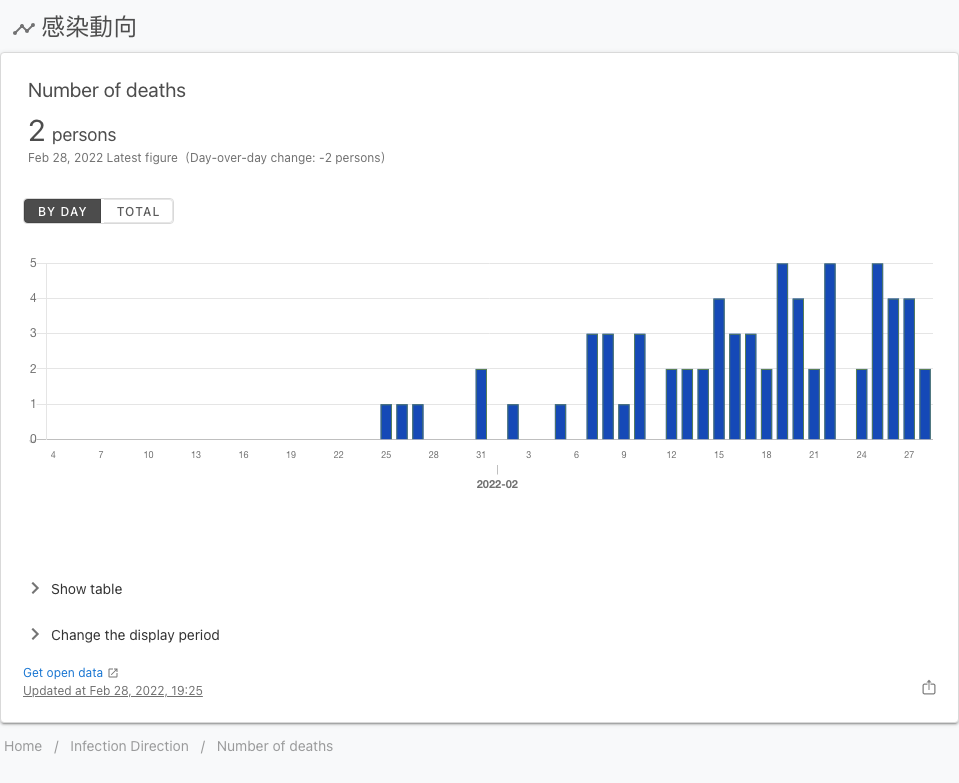 感染動向
Number of deaths
2 persons
Feb 28, 2022 Latest figure (Day-over-day change: -2 persons)
BY DAY TOTAL
5
4
3
2
1
0
4 7 10 13 16 19 22 25 28 31 3 6 9 12 15 18 21 24 27
2022-02
Show table
Change the display period
Get open data
Updated at Feb 28, 2022, 19:25
Home / Infection Direction / Number of deaths